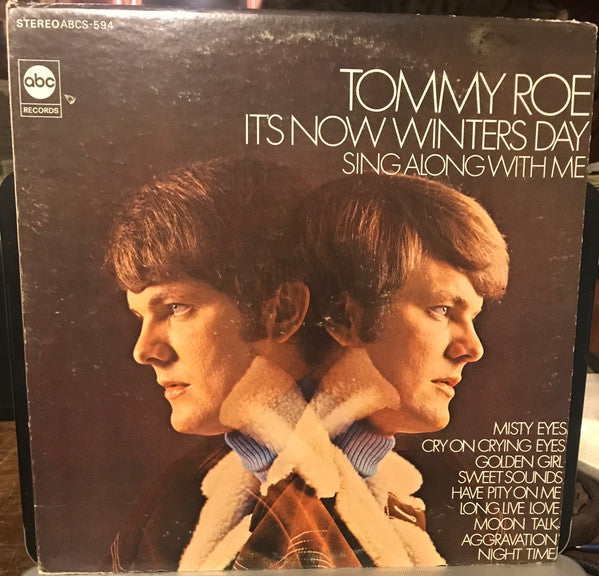 STEREO ABCS-594
abc
RECORDS
TOMMY ROE
IT'S NOW WINTERS DAY
SING ALONG WITH ME
MISTY EYES
CRY ON CRYING EYES
GOLDEN GIRL
SWEET SOUNDS
HAVE PITY ON ME
LONG LIVE LOVE
MOON TALK
AGGRAVATION
NIGHT TIME